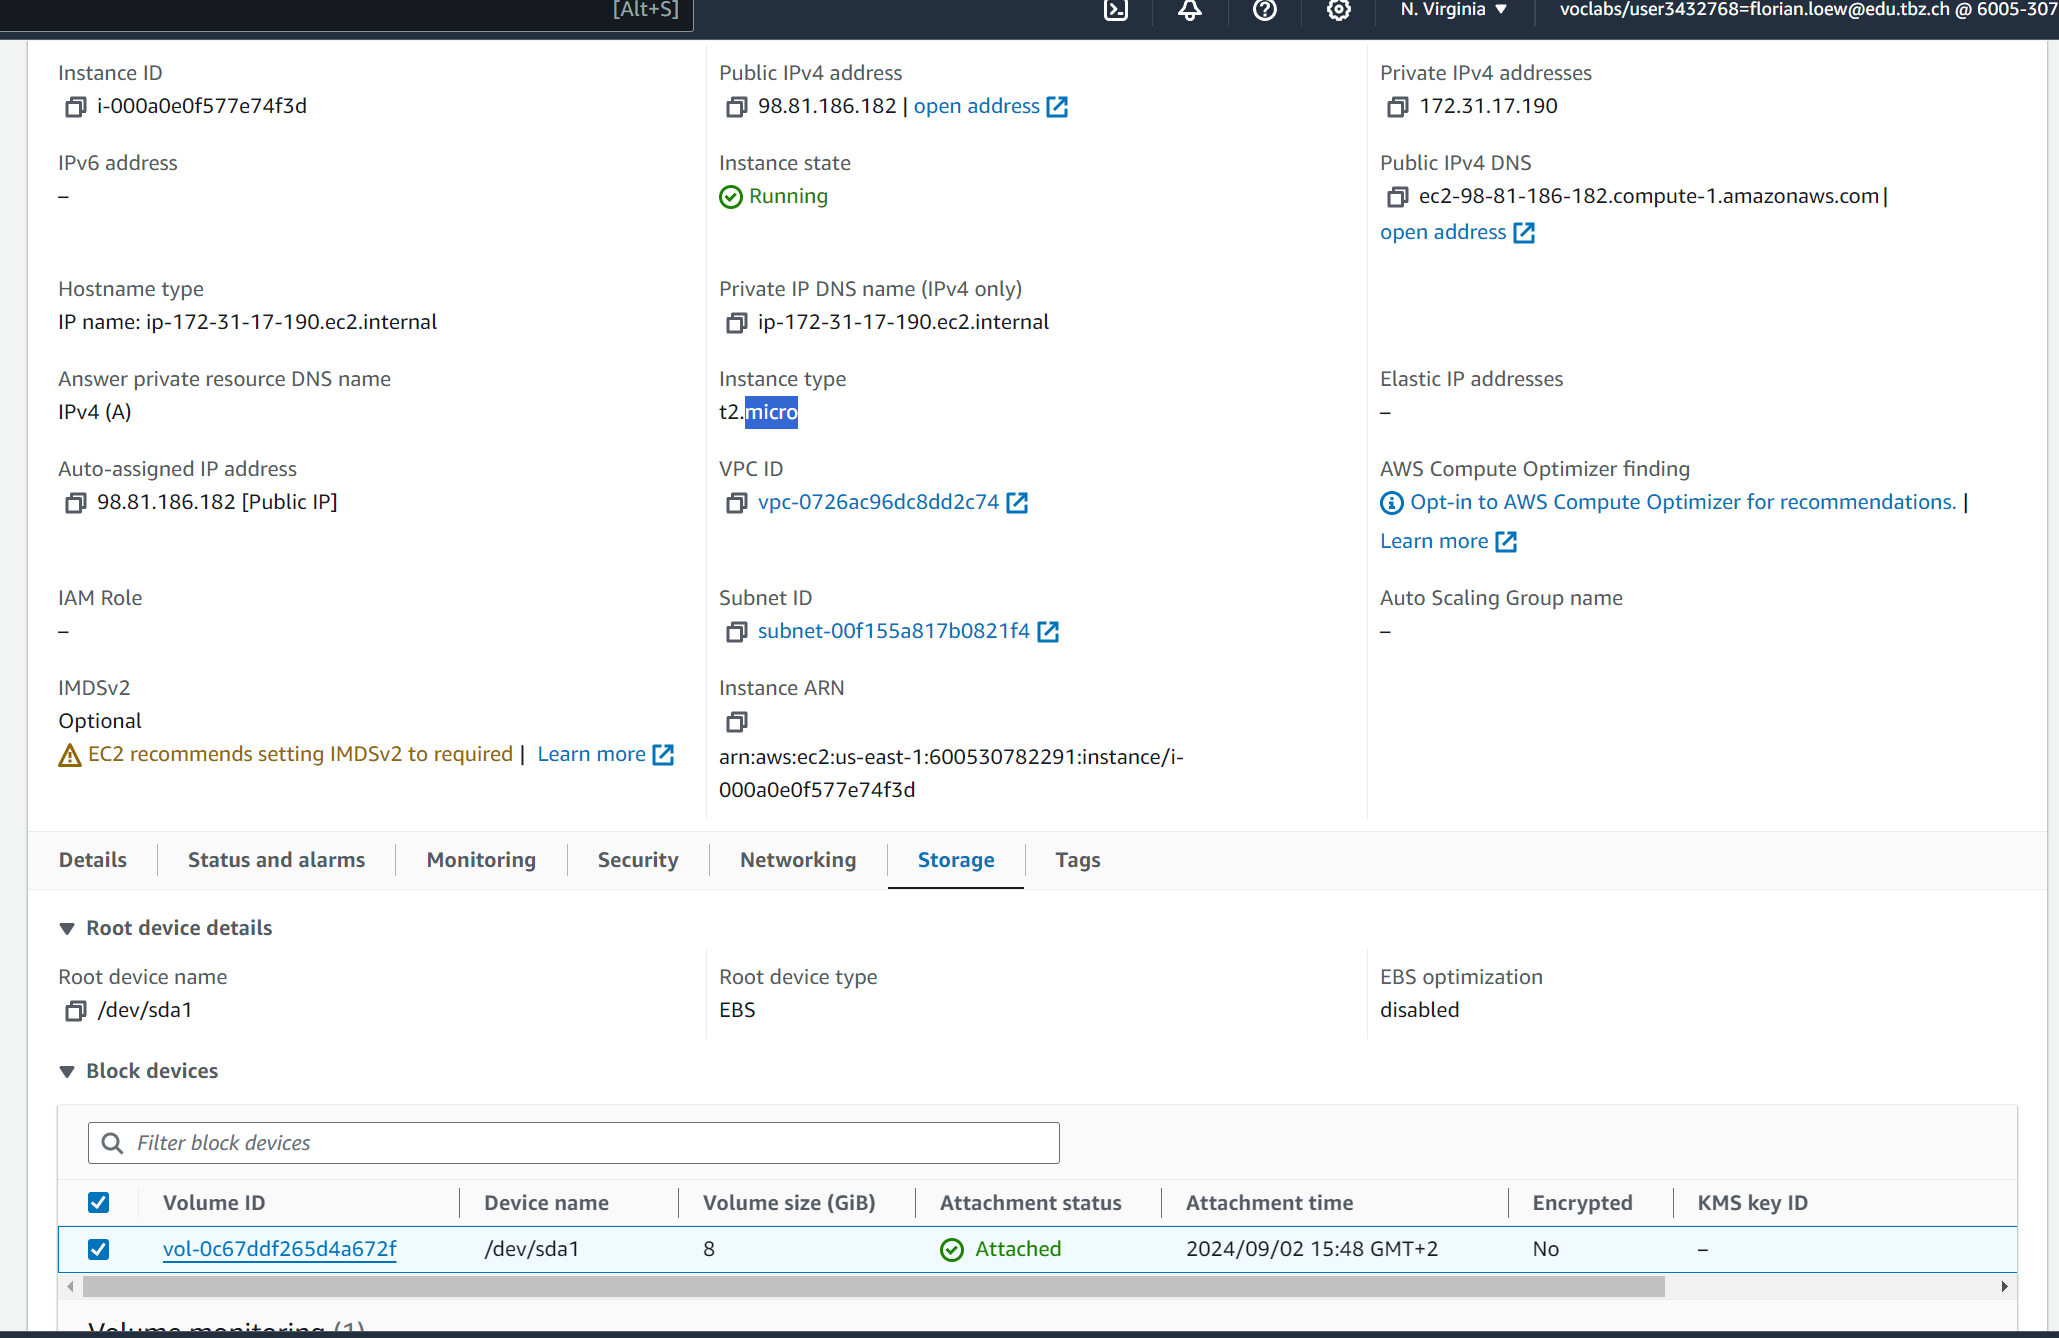 [Alt+S]
N. Virginia
voclabs/user3432768=florian.loew@edu.tbz.ch @ 6005-307
Instance ID
i-000a0e0f577e74f3d
Public IPv4 address
98.81.186.182 | open address
Private IPv4 addresses
172.31.17.190
IPv6 address
–
Instance state
Running
Public IPv4 DNS
ec2-98-81-186-182.compute-1.amazonaws.com |
open address
Hostname type
IP name: ip-172-31-17-190.ec2.internal
Private IP DNS name (IPv4 only)
ip-172-31-17-190.ec2.internal
Answer private resource DNS name
IPv4 (A)
Instance type
t2.micro
Elastic IP addresses
–
Auto-assigned IP address
98.81.186.182 [Public IP]
VPC ID
vpc-0726ac96dc8dd2c74
AWS Compute Optimizer finding
Opt-in to AWS Compute Optimizer for recommendations. |
Learn more
IAM Role
–
Subnet ID
subnet-00f155a817b0821f4
Auto Scaling Group name
–
IMDSv2
Optional
EC2 recommends setting IMDSv2 to required | Learn more
Instance ARN
arn:aws:ec2:us-east-1:600530782291:instance/i-
000a0e0f577e74f3d
Details
Status and alarms
Monitoring
Security
Networking
Storage
Tags
Root device details
Root device name
/dev/sda1
Root device type
EBS
EBS optimization
disabled
Block devices
Filter block devices
Volume ID
Device name
Volume size (GiB)
Attachment status
Attachment time
Encrypted
KMS key ID
vol-0c67ddf265d4a672f
/dev/sda1
8
Attached
2024/09/02 15:48 GMT+2
No
–
Volume monitoring (1)